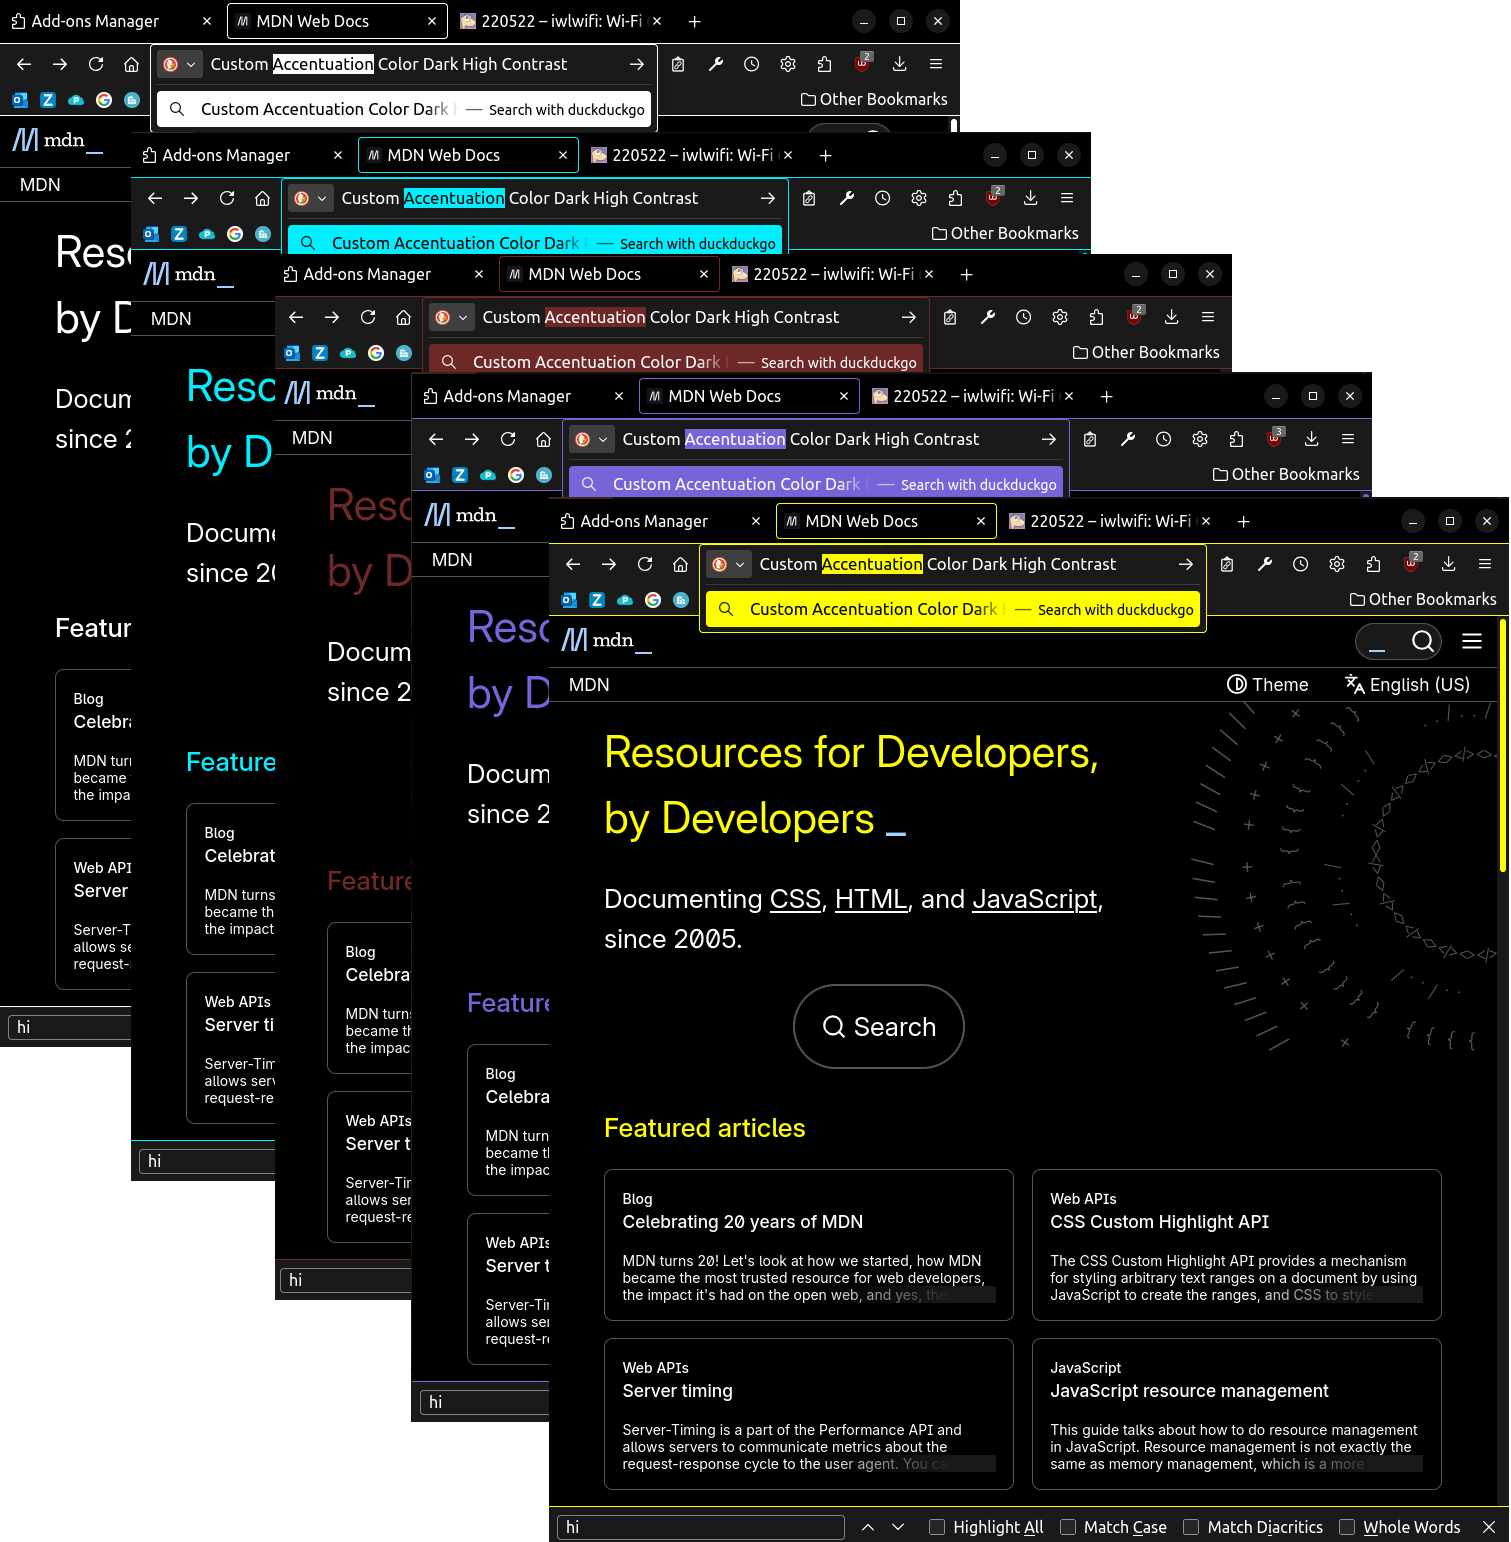 Add-ons Manager
MDN Web Docs
220522 – iwlwifi: Wi-Fi
Custom Accentuation Color Dark High Contrast
2
Custom Accentuation Color Dark — Search with duckduckgo
Other Bookmarks
mdn_
MDN
by D
Docum
since 2
Featur
Blog
Celebra
MDN turn
became
the impa
Web API
Server
Server-T
allows se
request-
hi
Add-ons Manager
MDN Web Docs
220522 – iwlwifi: Wi-Fi
Custom Accentuation Color Dark High Contrast
2
Custom Accentuation Color Dark — Search with duckduckgo
Other Bookmarks
mdn_
MDN
Reso
by D
Docume
since 20
Feature
Blog
Celebrat
MDN turns
became th
the impact
Web APIs
Server ti
Server-Tim
allows serv
request-re
hi
Add-ons Manager
MDN Web Docs
220522 – iwlwifi: Wi-Fi
Custom Accentuation Color Dark High Contrast
2
Custom Accentuation Color Dark — Search with duckduckgo
Other Bookmarks
mdn_
MDN
Reso
by D
Docum
since 2
Feature
Blog
Celebra
MDN turn
became th
the impac
Web APIs
Server t
Server-Ti
allows ser
request-re
hi
Add-ons Manager
MDN Web Docs
220522 – iwlwifi: Wi-Fi
Custom Accentuation Color Dark High Contrast
3
Custom Accentuation Color Dark — Search with duckduckgo
Other Bookmarks
mdn_
MDN
Reso
by D
Docum
since 2
Feature
Blog
Celebra
MDN turn
became th
the impac
Web APIs
Server t
Server-Ti
allows ser
request-re
hi
Add-ons Manager
MDN Web Docs
220522 – iwlwifi: Wi-Fi
Custom Accentuation Color Dark High Contrast
2
Custom Accentuation Color Dark — Search with duckduckgo
Other Bookmarks
mdn_
MDN Theme English (US)
Resources for Developers,
by Developers _
Documenting CSS, HTML, and JavaScript,
since 2005.
Search
Featured articles
Blog
Celebrating 20 years of MDN
MDN turns 20! Let's look at how we started, how MDN
became the most trusted resource for web developers,
the impact it's had on the open web, and yes, the
Web APIs
CSS Custom Highlight API
The CSS Custom Highlight API provides a mechanism
for styling arbitrary text ranges on a document by using
JavaScript to create the ranges, and CSS to style
Web APIs
Server timing
Server-Timing is a part of the Performance API and
allows servers to communicate metrics about the
request-response cycle to the user agent. You ca
JavaScript
JavaScript resource management
This guide talks about how to do resource management
in JavaScript. Resource management is not exactly the
same as memory management, which is a more
hi Highlight All Match Case Match Diacritics Whole Words